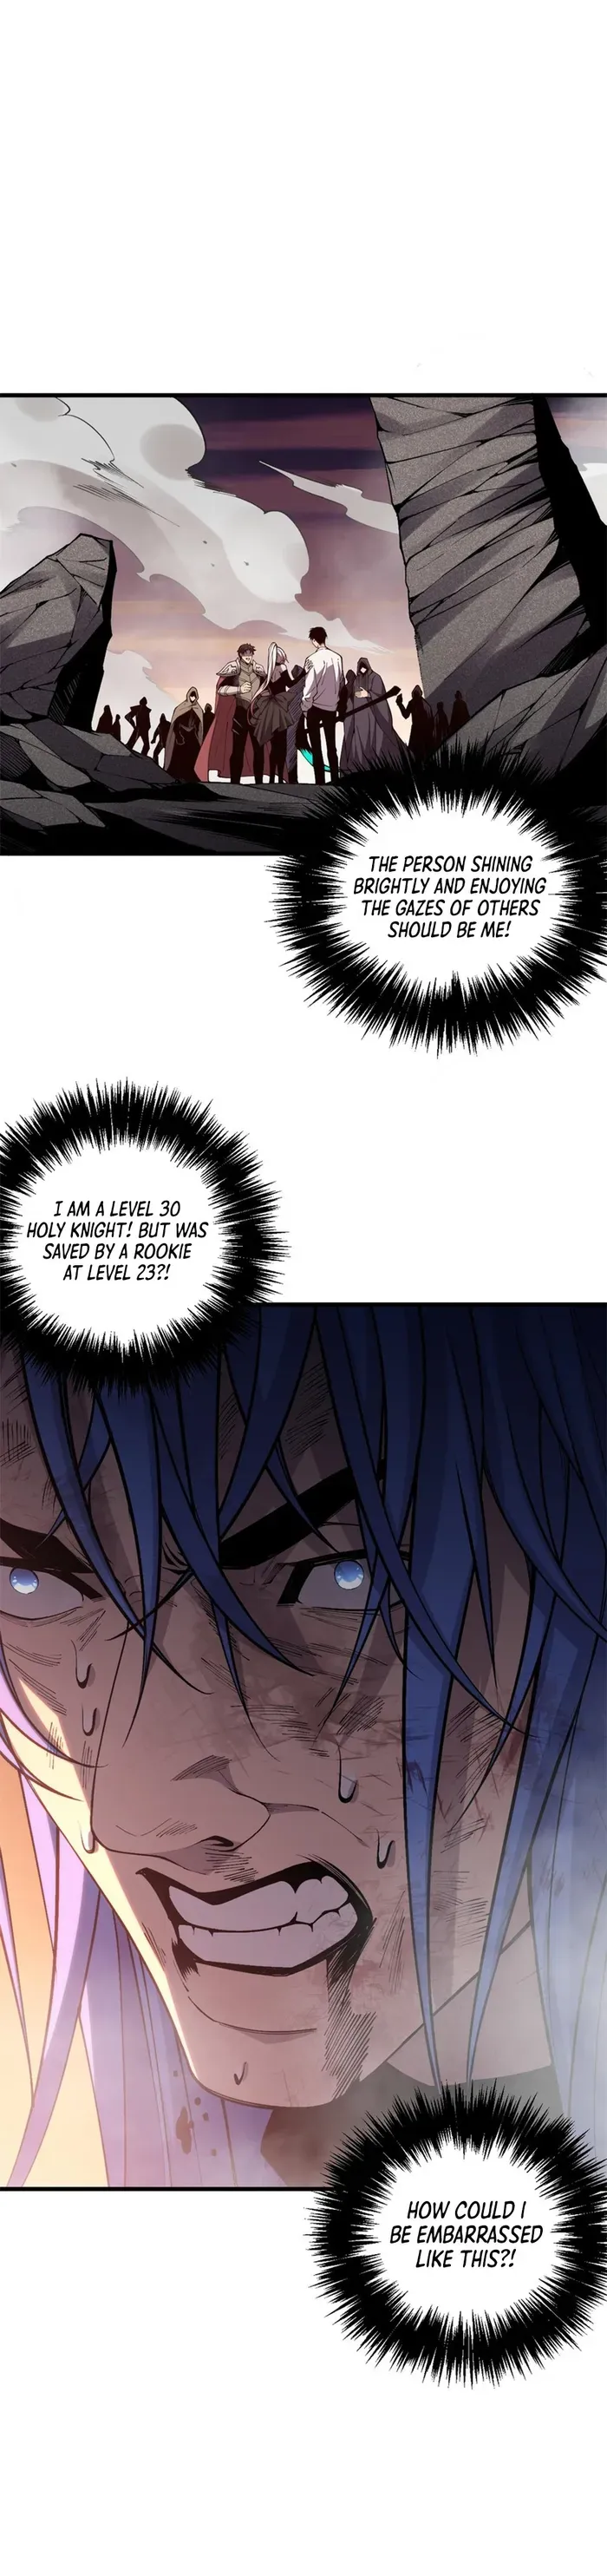 THE PERSON SHINING
BRIGHTLY AND ENJOYING
THE GAZES OF OTHERS
SHOULD BE ME!
I AM A LEVEL 30
HOLY KNIGHT! BUT WAS
SAVED BY A ROOKIE
AT LEVEL 23?!
HOW COULD I
BE EMBARRASSED
LIKE THIS?!